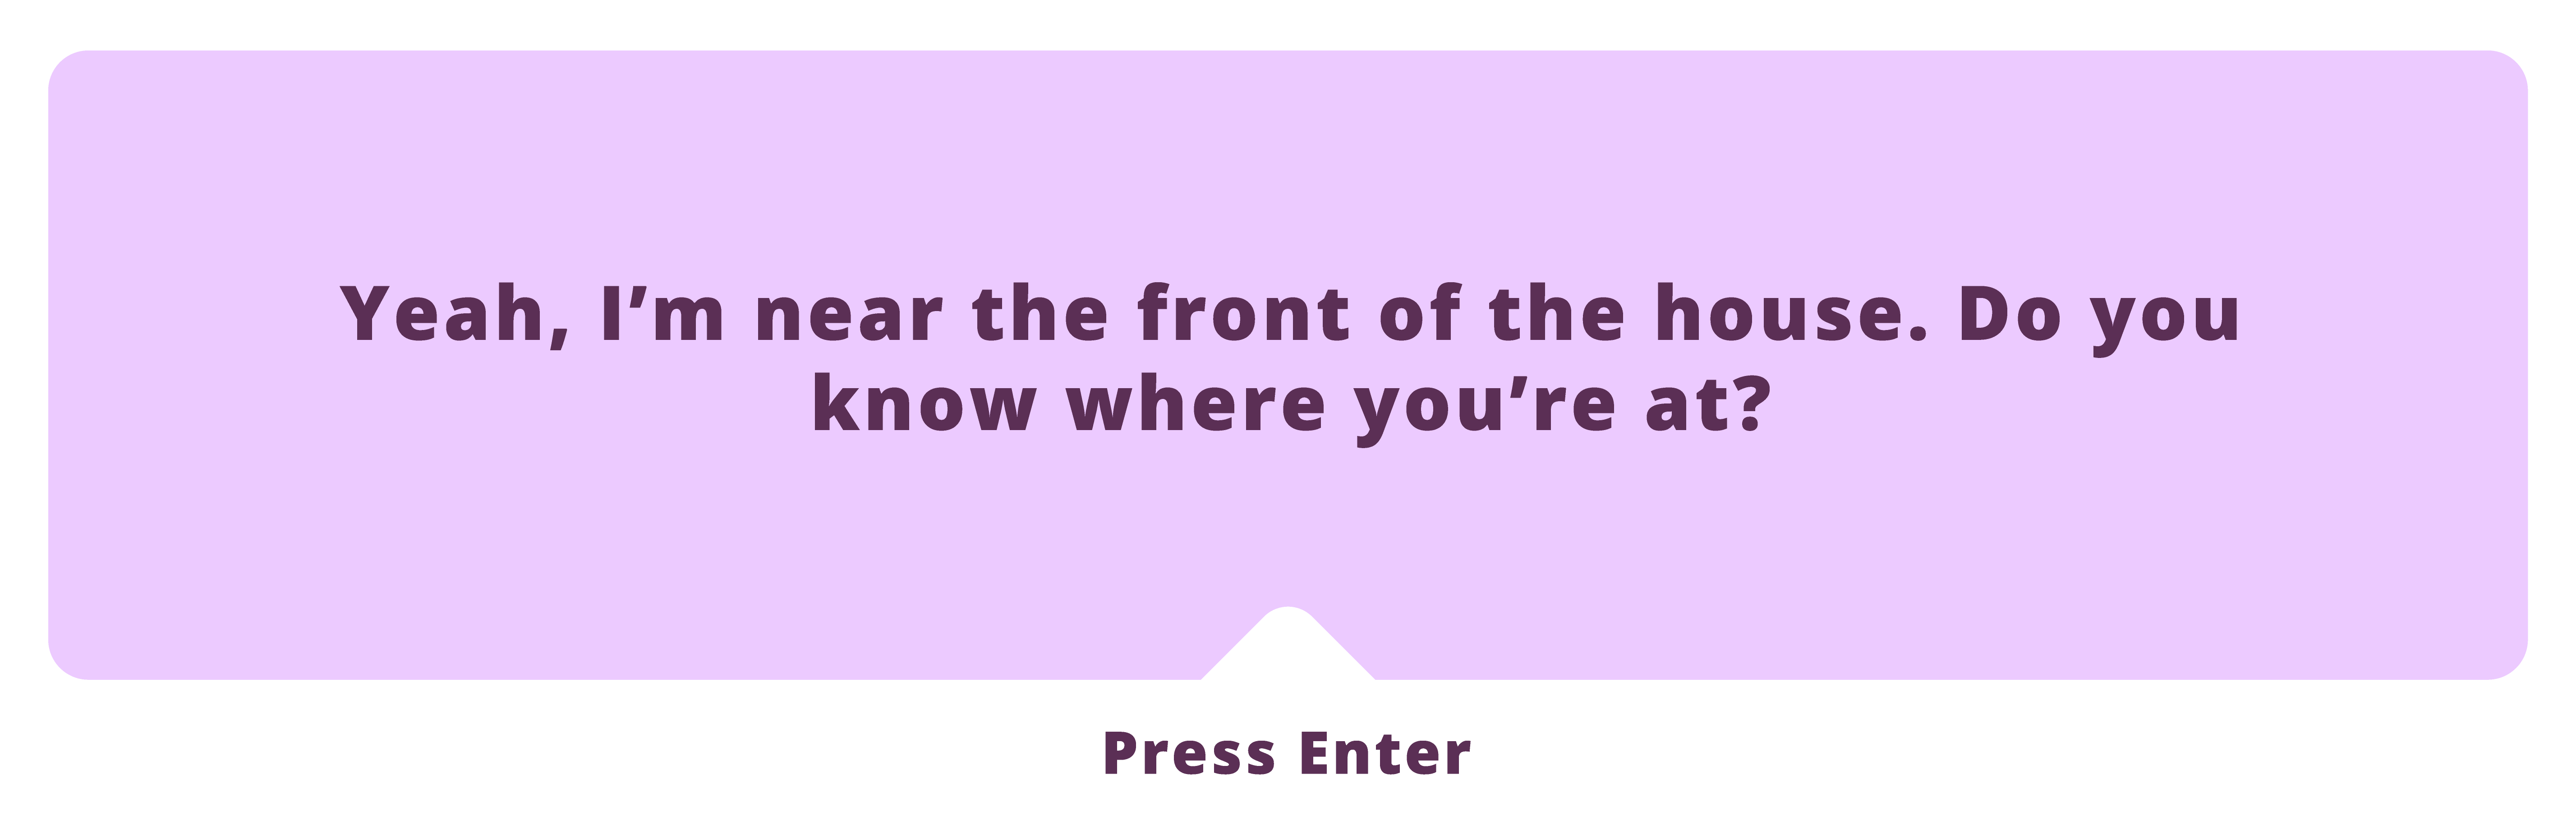 Yeah, I’m near the front of the house. Do you
know where you’re at?
Press Enter